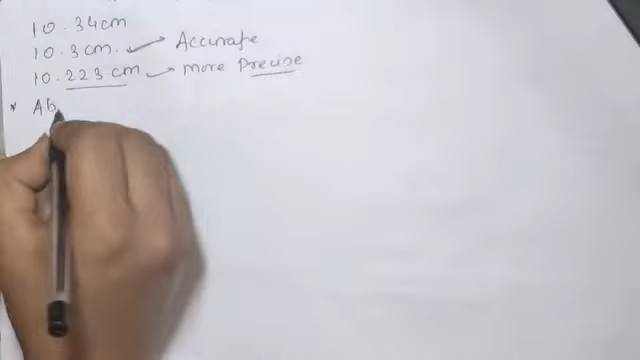 10.34cm
10.3cm. → Accurate
10.223 cm → more Precise
* Ab